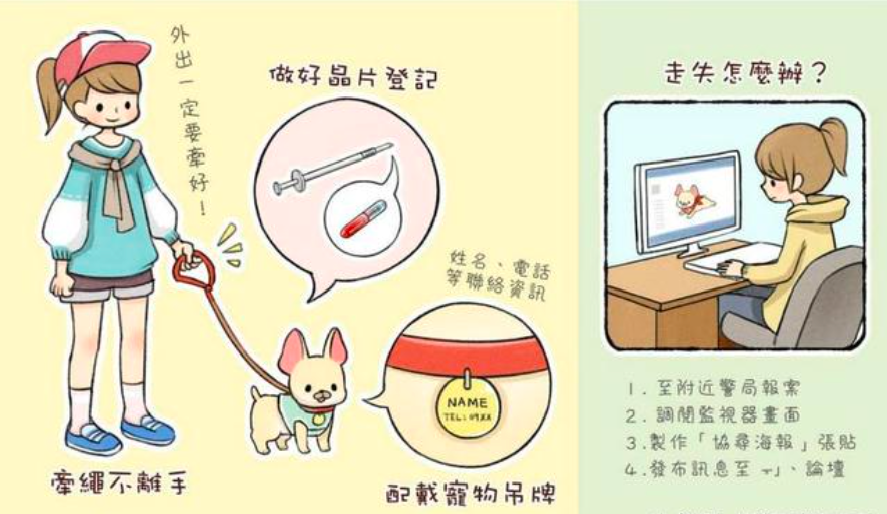 外出一定要牽好！
做好晶片登記
姓名、電話
等聯絡資訊
NAME
TEL:09XX
牽繩不離手
配戴寵物吊牌
走失怎麼辦？
1. 至附近警局報案
2. 調閱監視器畫面
3. 製作「協尋海報」張貼
4. 發布訊息至 、論壇